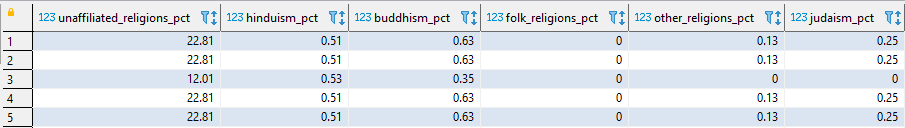 123 unaffiliated_religions_pct 123 hinduism_pct 123 buddhism_pct 123 folk_religions_pct 123 other_religions_pct 123 judaism_pct
1 22.81 0.51 0.63 0 0.13 0.25
2 22.81 0.51 0.63 0 0.13 0.25
3 12.01 0.53 0.35 0 0 0
4 22.81 0.51 0.63 0 0.13 0.25
5 22.81 0.51 0.63 0 0.13 0.25